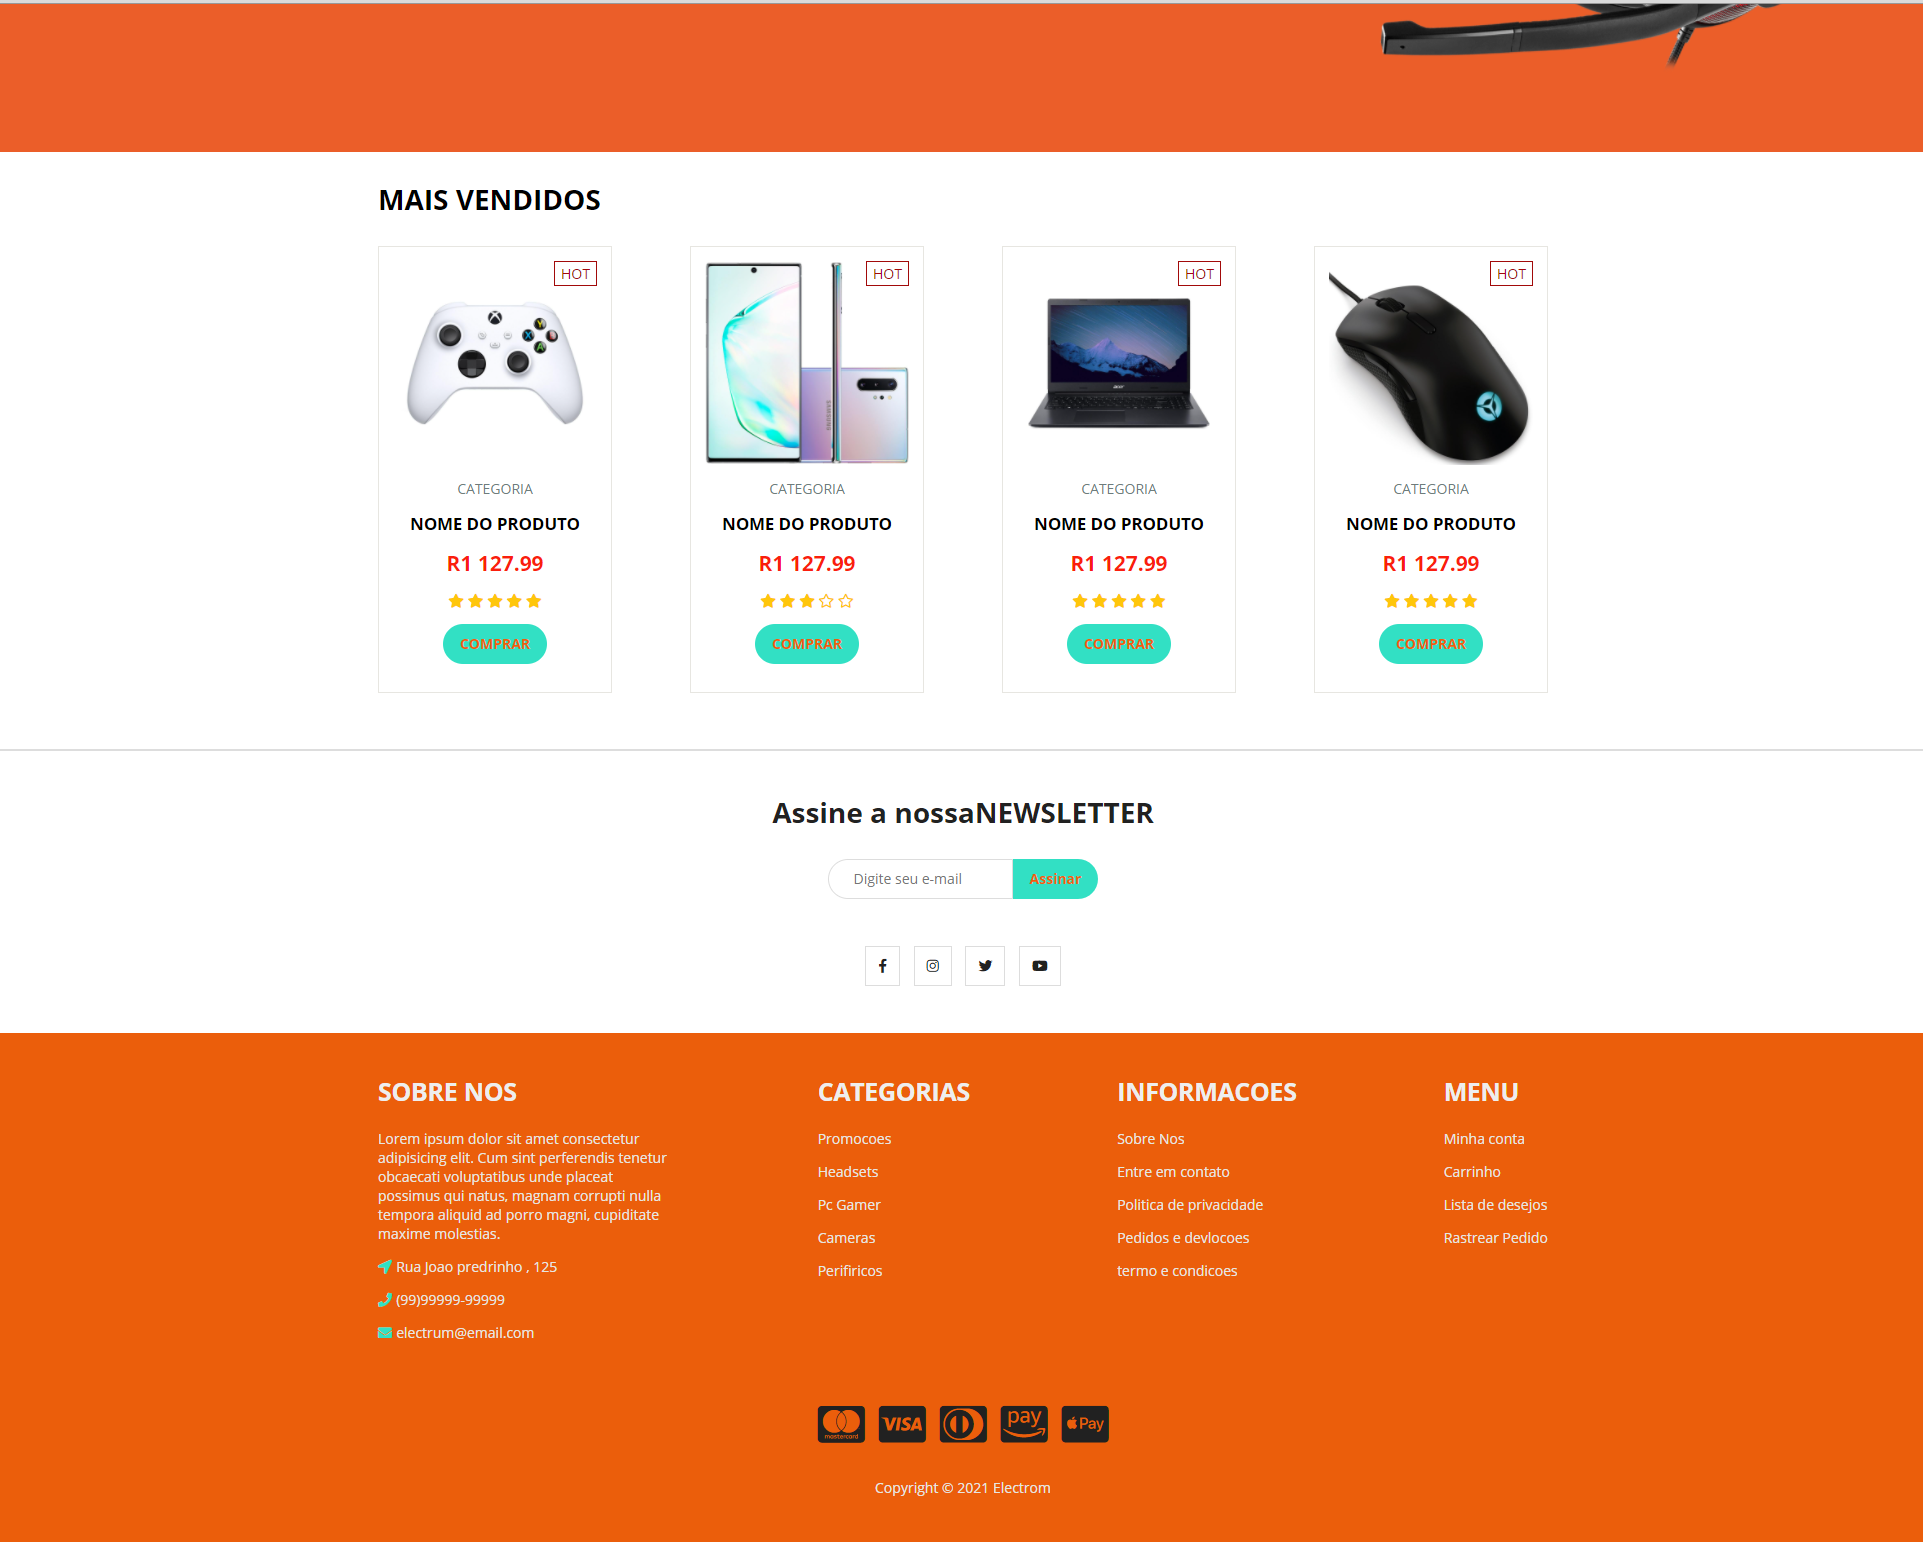 MAIS VENDIDOS
HOT
HOT
HOT
HOT
SAMSUNG
acer
CATEGORIA
CATEGORIA
CATEGORIA
CATEGORIA
NOME DO PRODUTO
NOME DO PRODUTO
NOME DO PRODUTO
NOME DO PRODUTO
R1 127.99
R1 127.99
R1 127.99
R1 127.99
COMPRAR
COMPRAR
COMPRAR
COMPRAR
Assine a nossaNEWSLETTER
Digite seu e-mail
Assinar
SOBRE NOS
Lorem ipsum dolor sit amet consectetur
adipisicing elit. Cum sint perferendis tenetur
obcaecati voluptatibus unde placeat
possimus qui natus, magnam corrupti nulla
tempora aliquid ad porro magni, cupiditate
maxime molestias.
Rua Joao predrinho , 125
(99)99999-99999
electrum@email.com
CATEGORIAS
Promocoes
Headsets
Pc Gamer
Cameras
Perifiricos
INFORMACOES
Sobre Nos
Entre em contato
Politica de privacidade
Pedidos e devlocoes
termo e condicoes
MENU
Minha conta
Carrinho
Lista de desejos
Rastrear Pedido
mastercard
VISA
pay
Pay
Copyright © 2021 Electrom